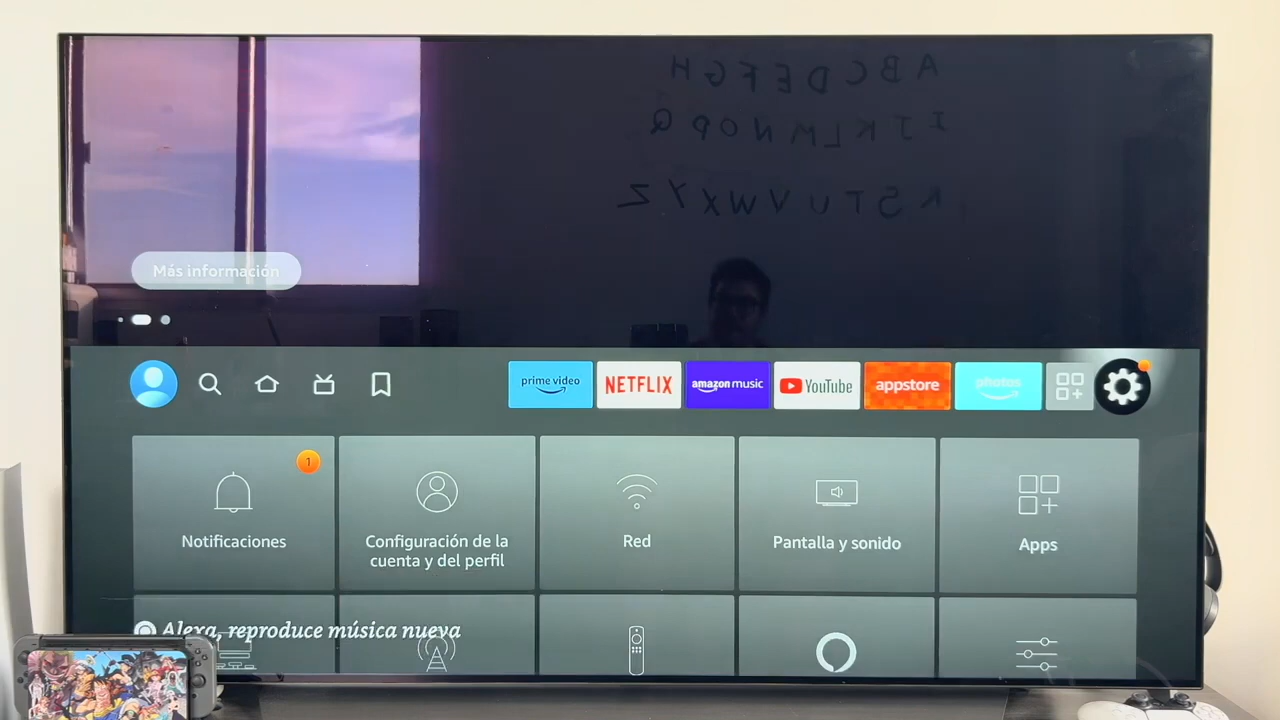 A B C D E F G H
I J K L M N O P Q
R S T U V W X Y Z
Más información
prime video
NETFLIX
amazon music
YouTube
appstore
photos
1
Notificaciones
Configuración de la
cuenta y del perfil
Red
Pantalla y sonido
Apps
Alexa, reproduce música nueva